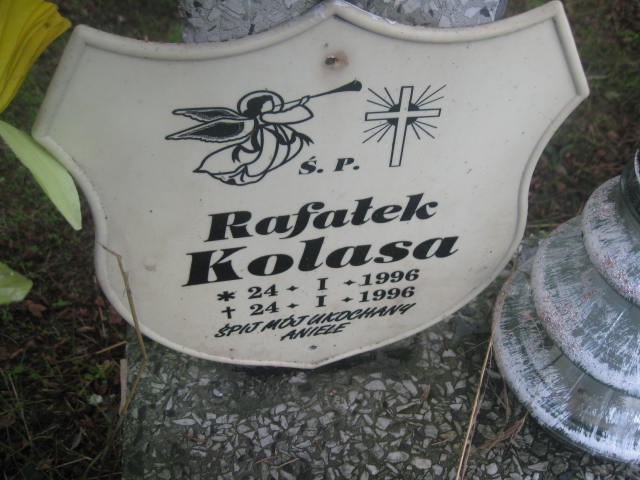 Ś. P.
Rafałek
Kolasa
* 24 • I • 1996
† 24 • I • 1996
ŚPIJ MÓJ UKOCHANY
ANIELE